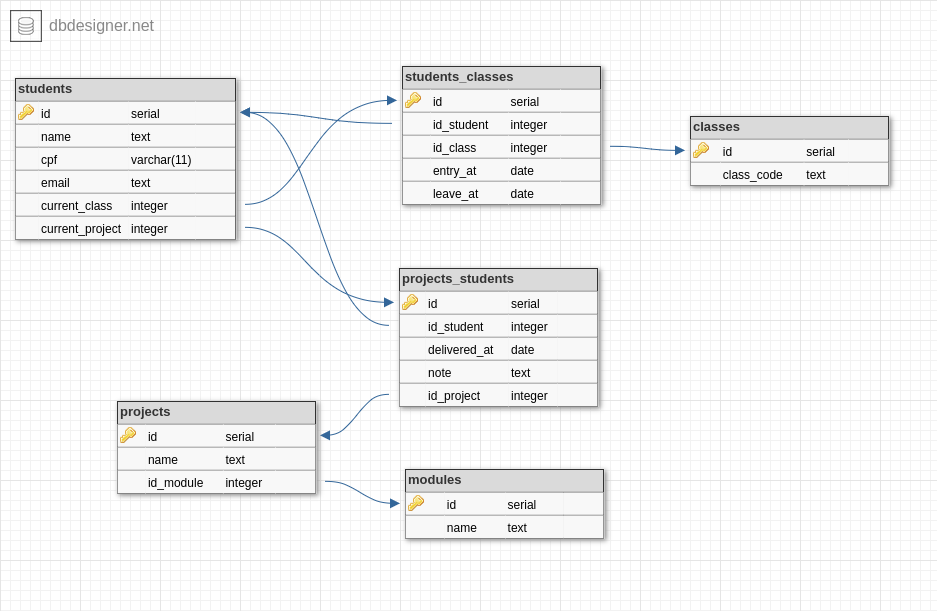 dbdesigner.net
students
id serial
name text
cpf varchar(11)
email text
current_class integer
current_project integer
students_classes
id serial
id_student integer
id_class integer
entry_at date
leave_at date
classes
id serial
class_code text
projects_students
id serial
id_student integer
delivered_at date
note text
id_project integer
projects
id serial
name text
id_module integer
modules
id serial
name text